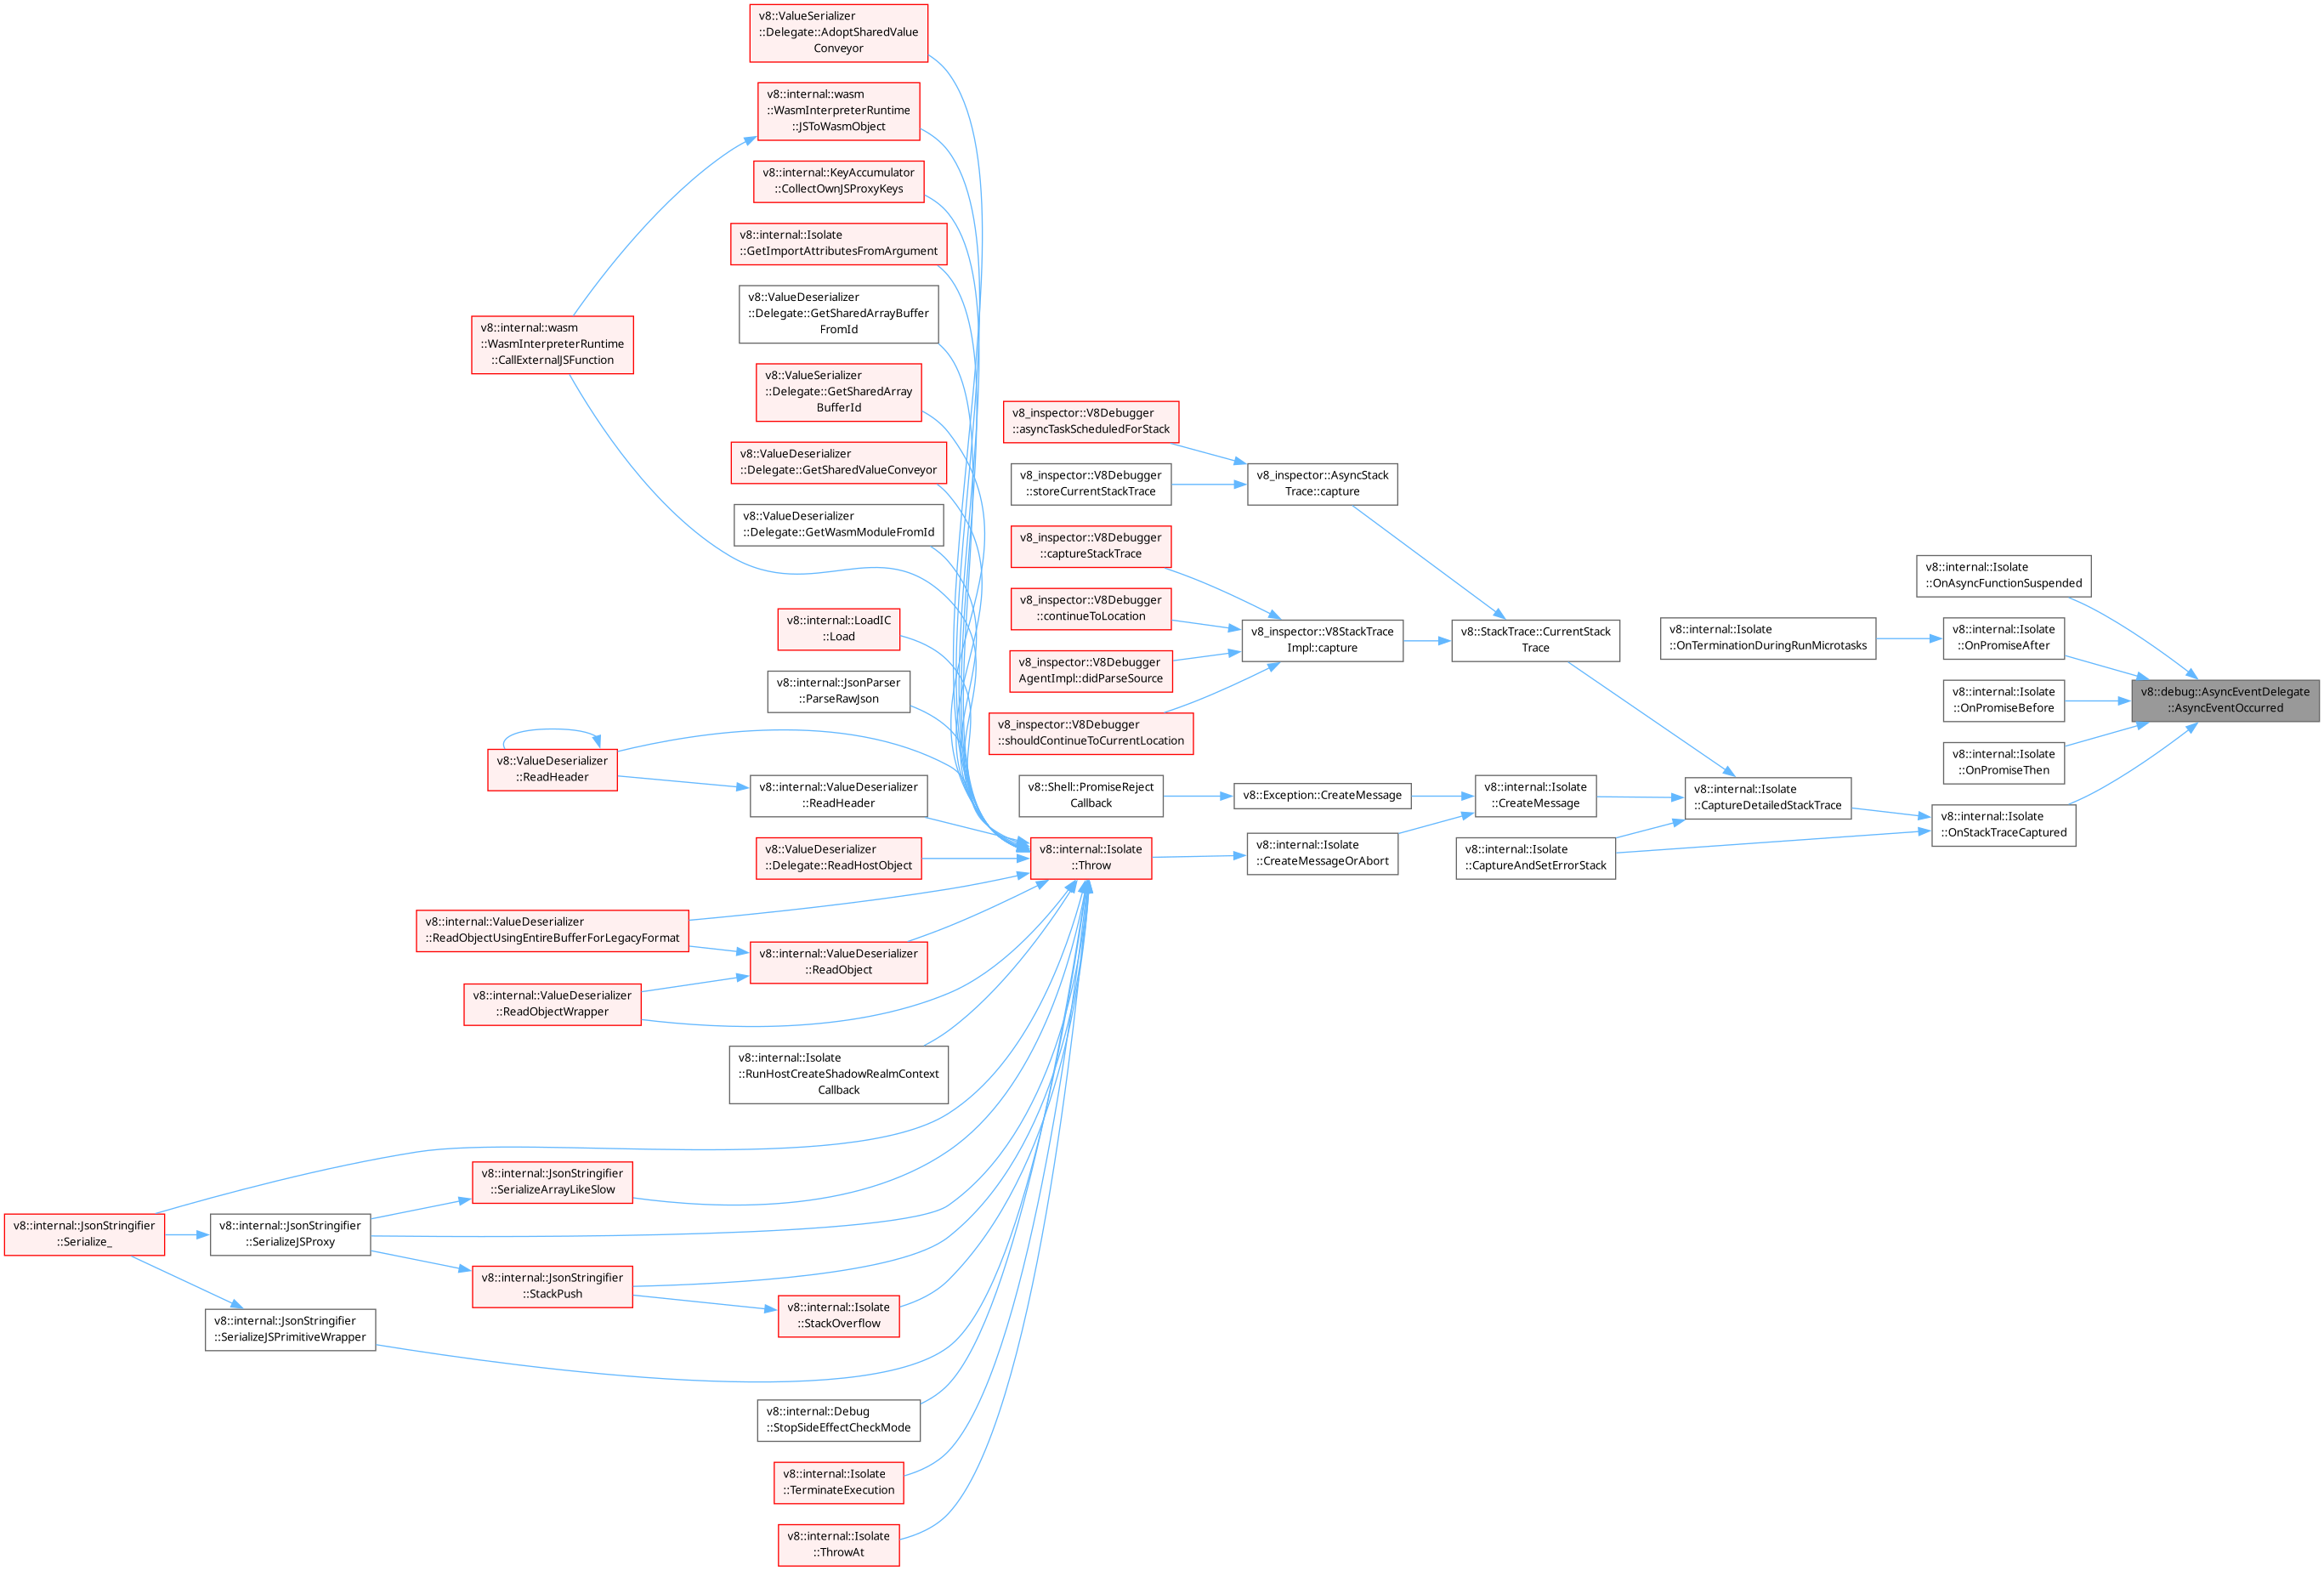 v8::ValueSerializer
::Delegate::AdoptSharedValue
Conveyor
v8::internal::wasm
::WasmInterpreterRuntime
::JSToWasmObject
v8::internal::KeyAccumulator
::CollectOwnJSProxyKeys
v8::internal::Isolate
::GetImportAttributesFromArgument
v8::ValueDeserializer
::Delegate::GetSharedArrayBuffer
FromId
v8::internal::wasm
::WasmInterpreterRuntime
::CallExternalJSFunction
v8::ValueSerializer
::Delegate::GetSharedArray
BufferId
v8::ValueDeserializer
::Delegate::GetSharedValueConveyor
v8::ValueDeserializer
::Delegate::GetWasmModuleFromId
v8::internal::LoadIC
::Load
v8::internal::JsonParser
::ParseRawJson
v8::ValueDeserializer
::ReadHeader
v8::internal::ValueDeserializer
::ReadHeader
v8::ValueDeserializer
::Delegate::ReadHostObject
v8::internal::ValueDeserializer
::ReadObjectUsingEntireBufferForLegacyFormat
v8::internal::ValueDeserializer
::ReadObject
v8::internal::ValueDeserializer
::ReadObjectWrapper
v8::internal::Isolate
::RunHostCreateShadowRealmContext
Callback
v8::internal::JsonStringifier
::SerializeArrayLikeSlow
v8::internal::JsonStringifier
::Serialize_
v8::internal::JsonStringifier
::SerializeJSProxy
v8::internal::JsonStringifier
::StackPush
v8::internal::Isolate
::StackOverflow
v8::internal::JsonStringifier
::SerializeJSPrimitiveWrapper
v8::internal::Debug
::StopSideEffectCheckMode
v8::internal::Isolate
::TerminateExecution
v8::internal::Isolate
::ThrowAt
v8_inspector::V8Debugger
::asyncTaskScheduledForStack
v8_inspector::V8Debugger
::storeCurrentStackTrace
v8_inspector::V8Debugger
::captureStackTrace
v8_inspector::V8Debugger
::continueToLocation
v8_inspector::V8Debugger
AgentImpl::didParseSource
v8_inspector::V8Debugger
::shouldContinueToCurrentLocation
v8::Shell::PromiseReject
Callback
v8::internal::Isolate
::Throw
v8_inspector::AsyncStack
Trace::capture
v8_inspector::V8StackTrace
Impl::capture
v8::Exception::CreateMessage
v8::internal::Isolate
::CreateMessageOrAbort
v8::StackTrace::CurrentStack
Trace
v8::internal::Isolate
::CreateMessage
v8::internal::Isolate
::CaptureAndSetErrorStack
v8::internal::Isolate
::OnTerminationDuringRunMicrotasks
v8::internal::Isolate
::CaptureDetailedStackTrace
v8::internal::Isolate
::OnAsyncFunctionSuspended
v8::internal::Isolate
::OnPromiseAfter
v8::internal::Isolate
::OnPromiseBefore
v8::internal::Isolate
::OnPromiseThen
v8::internal::Isolate
::OnStackTraceCaptured
v8::debug::AsyncEventDelegate
::AsyncEventOccurred